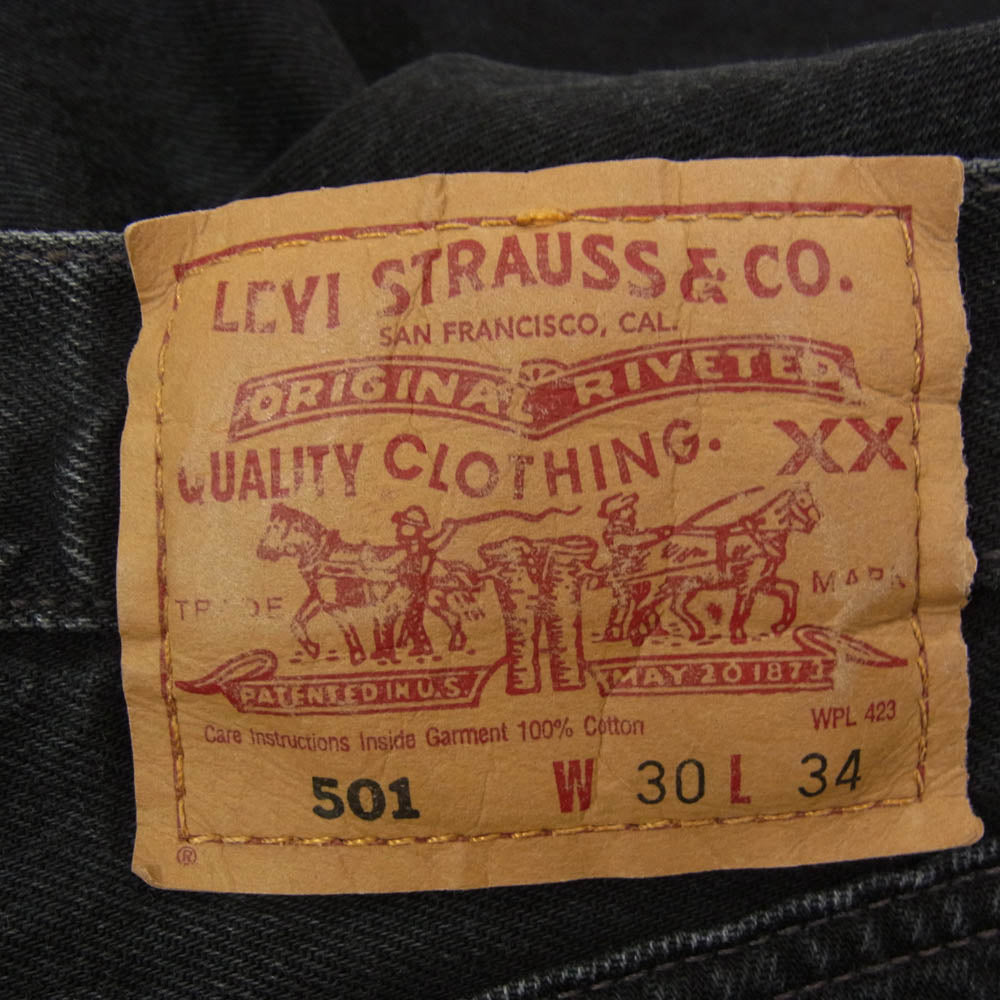 LEVI STRAUSS & CO.
SAN FRANCISCO, CAL.
ORIGINAL RIVETED
QUALITY CLOTHING. XX
TRADE MARK
PATENTED IN U.S. MAY 20 1873
Care Instructions Inside Garment 100% Cotton WPL 423
501 W 30 L 34
®